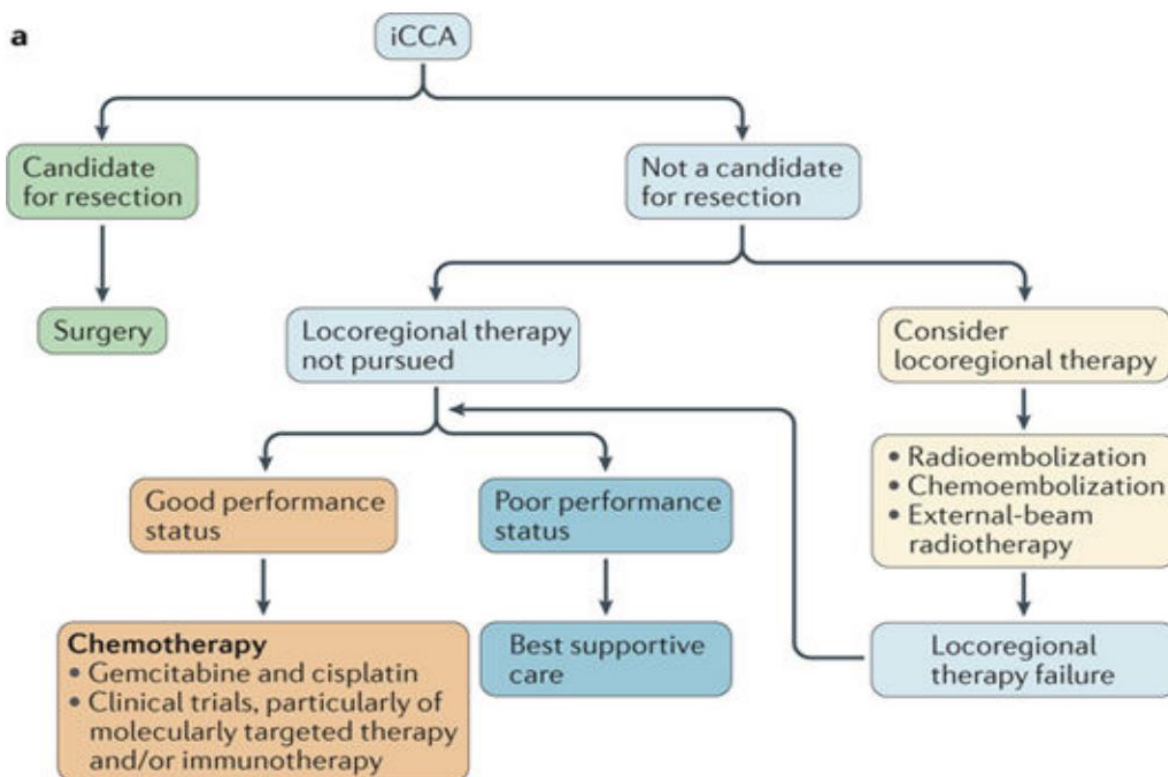 a
iCCA
Candidate
for resection
Not a candidate
for resection
Surgery
Locoregional therapy
not pursued
Consider
locoregional therapy
• Radioembolization
• Chemoembolization
• External-beam
radiotherapy
Good performance
status
Poor performance
status
Chemotherapy
• Gemcitabine and cisplatin
• Clinical trials, particularly of
molecularly targeted therapy
and/or immunotherapy
Best supportive
care
Locoregional
therapy failure